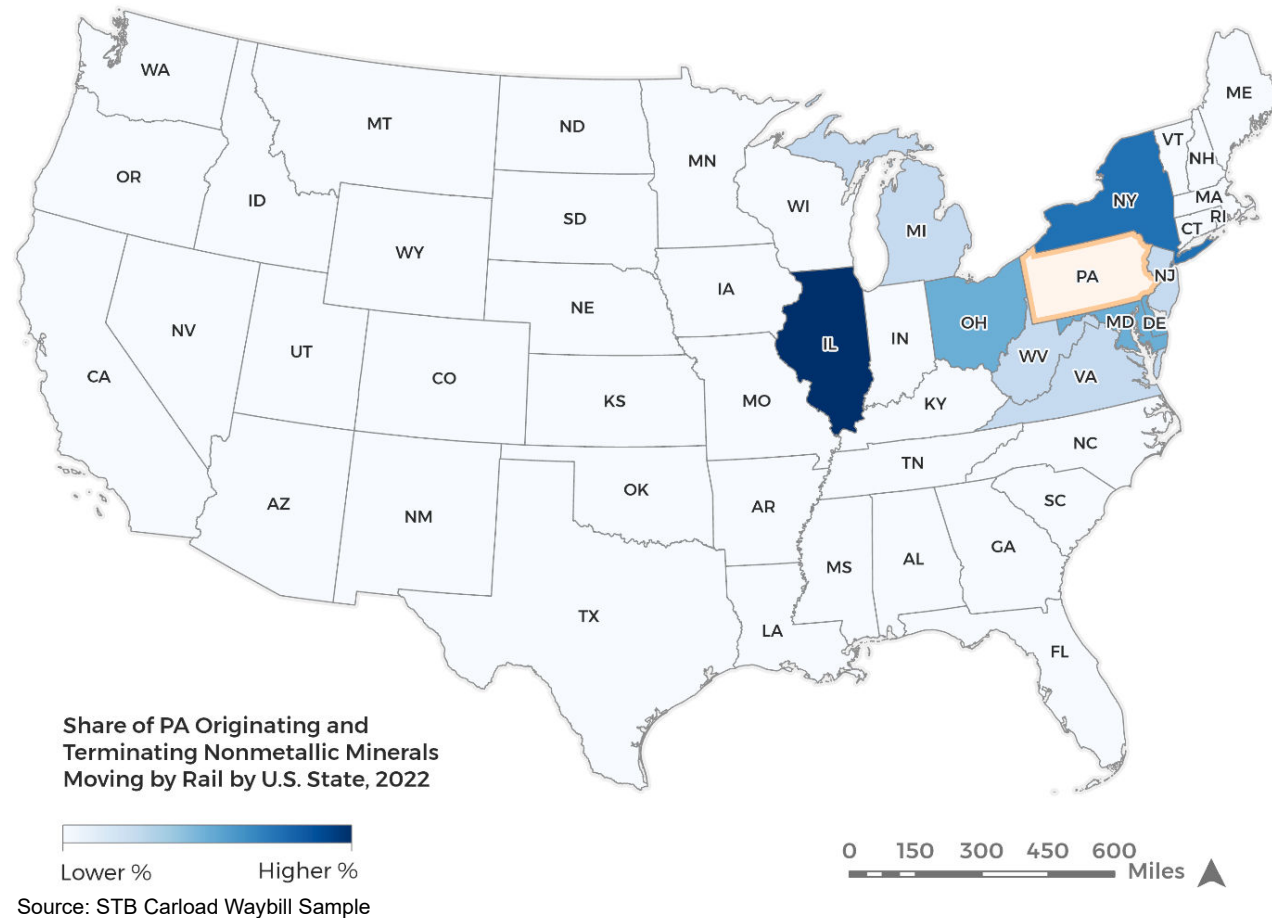 WA
ME
MT
ND
VT
MN
NH
OR
MA
ID
NY
WI
RI
SD
CT
MI
WY
PA
NJ
IA
NE
OH
MD
DE
NV
IN
IL
UT
WV
CA
CO
VA
KS
MO
KY
NC
TN
OK
SC
AZ
AR
NM
GA
AL
MS
TX
LA
FL
Share of PA Originating and
Terminating Nonmetallic Minerals
Moving by Rail by U.S. State, 2022
Lower %
Higher %
0 150 300 450 600
Miles
Source: STB Carload Waybill Sample